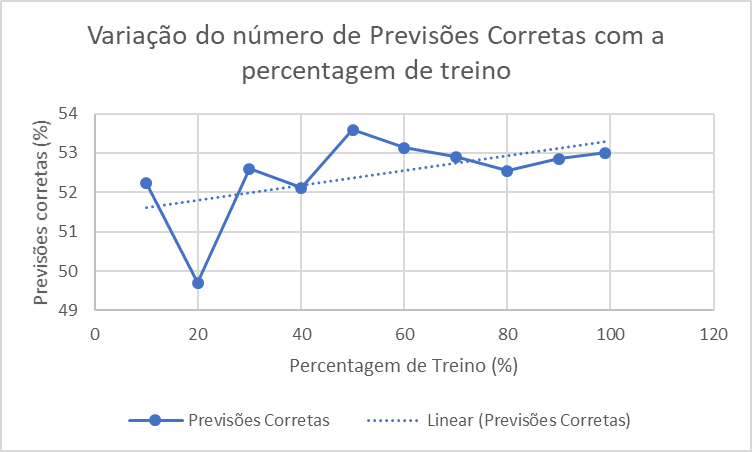 Variação do número de Previsões Corretas com a
percentagem de treino
Previsões corretas (%)
54
53
52
51
50
49
0 20 40 60 80 100 120
Percentagem de Treino (%)
Previsões Corretas Linear (Previsões Corretas)